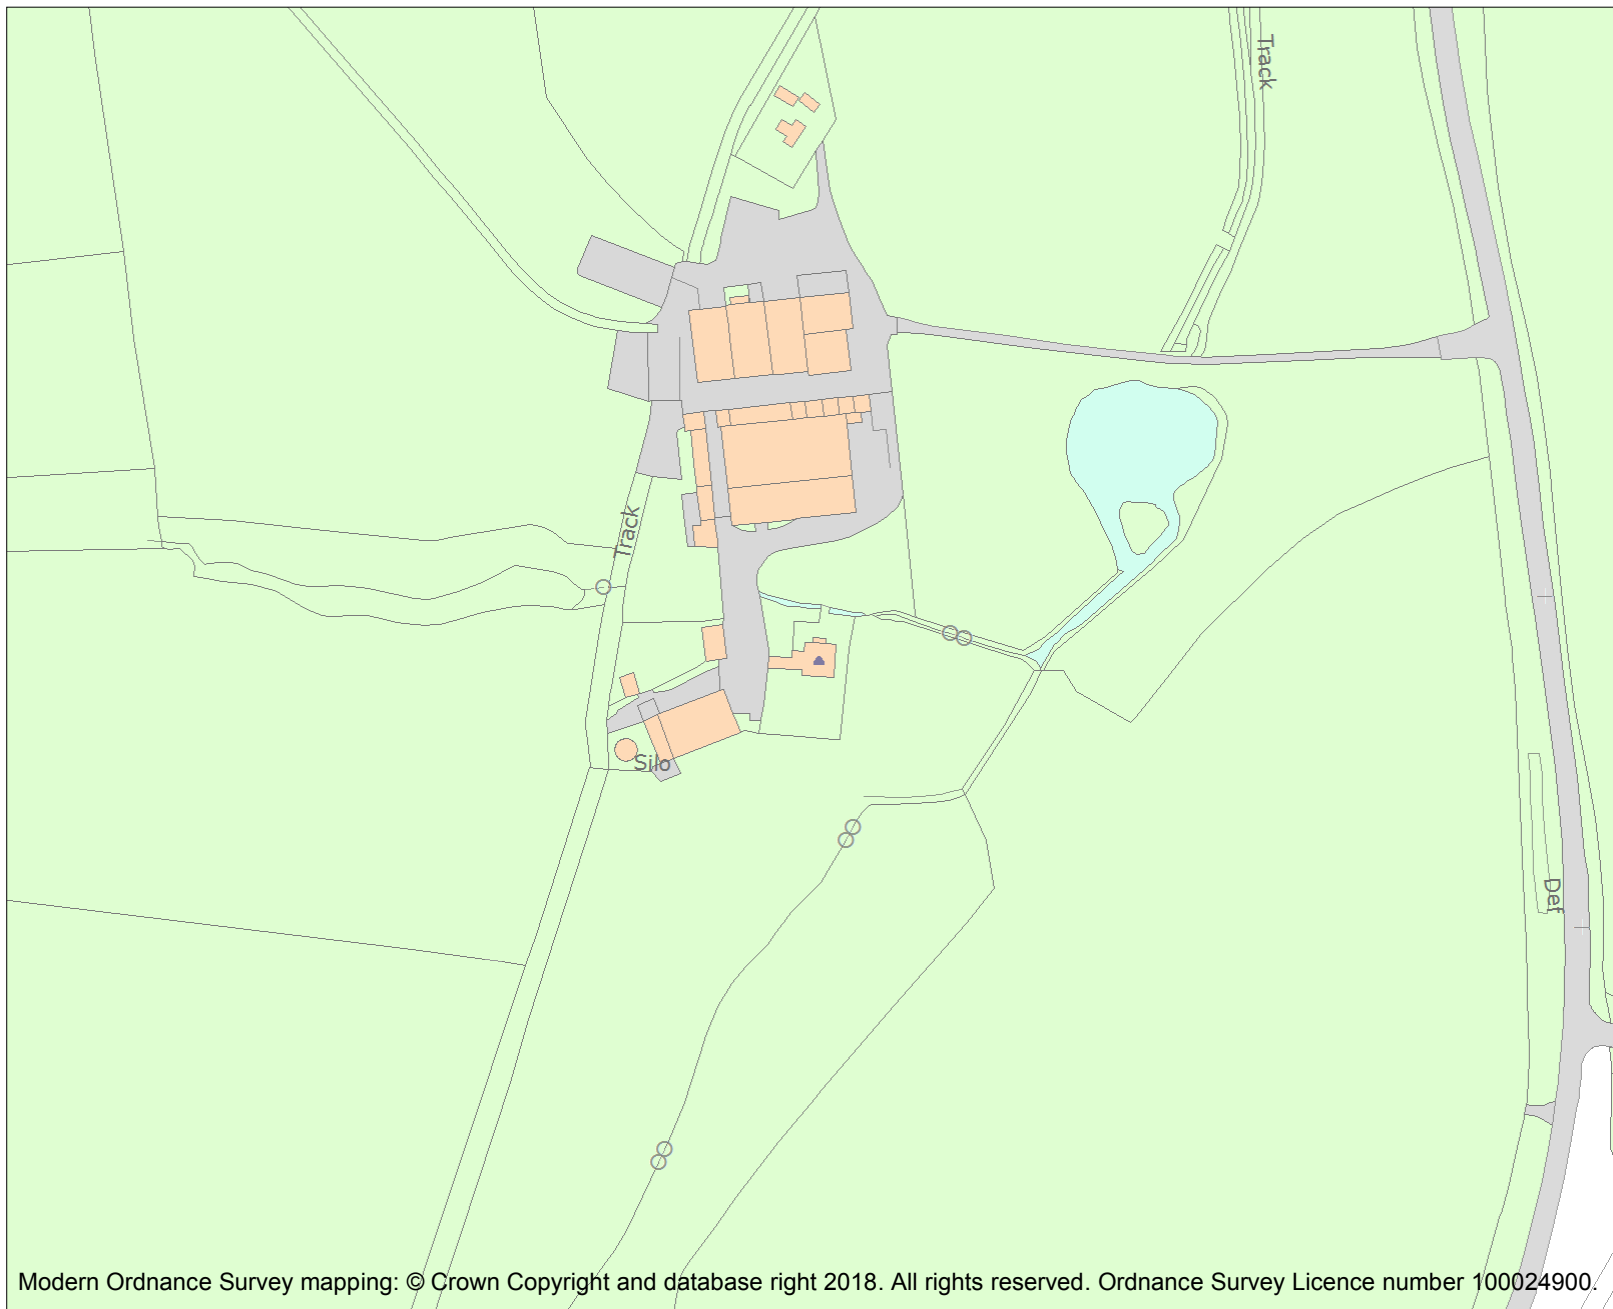 Track
Track
Silo
Def
Modern Ordnance Survey mapping: © Crown Copyright and database right 2018. All rights reserved. Ordnance Survey Licence number 100024900.